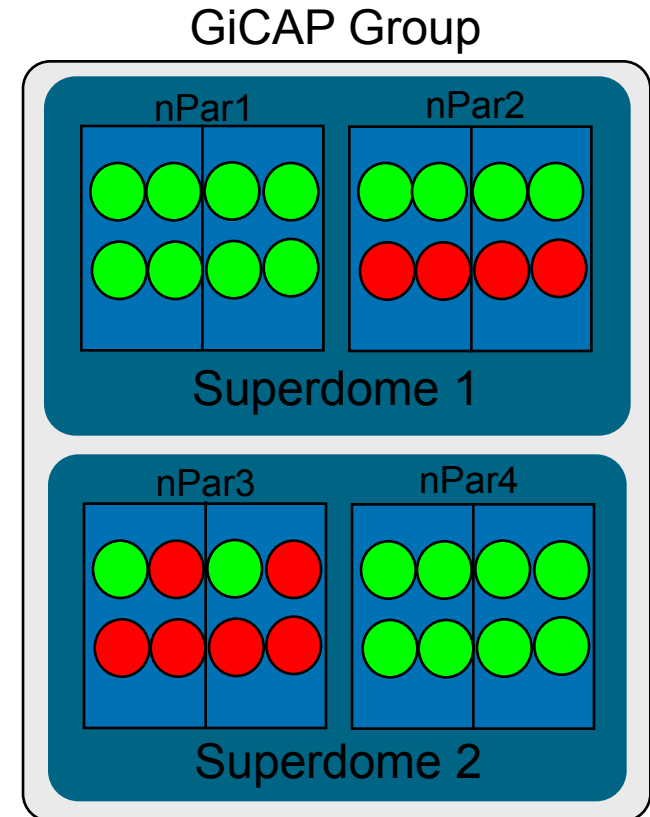 GiCAP Group
nPar1
nPar2
Superdome 1
nPar3
nPar4
Superdome 2